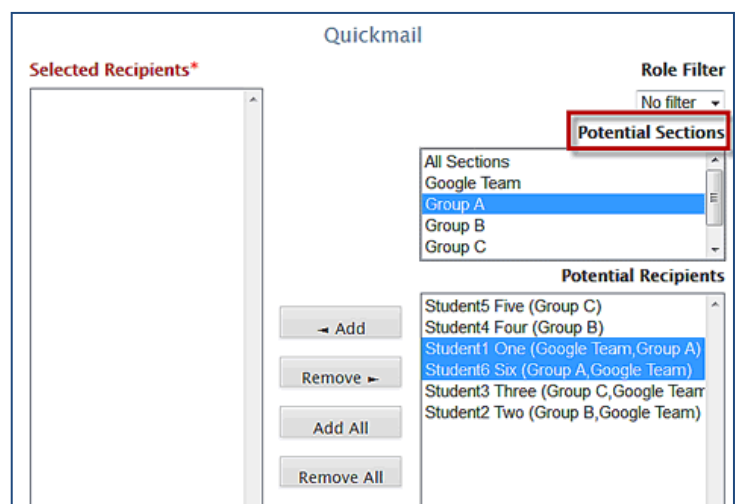 Quickmail
Selected Recipients*
Role Filter
No filter
Potential Sections
All Sections
Google Team
Group A
Group B
Group C
Potential Recipients
Student5 Five (Group C)
Student4 Four (Group B)
Student1 One (Google Team,Group A)
Student6 Six (Group A,Google Team)
Student3 Three (Group C,Google Team
Student2 Two (Group B,Google Team)
◄ Add
Remove ►
Add All
Remove All